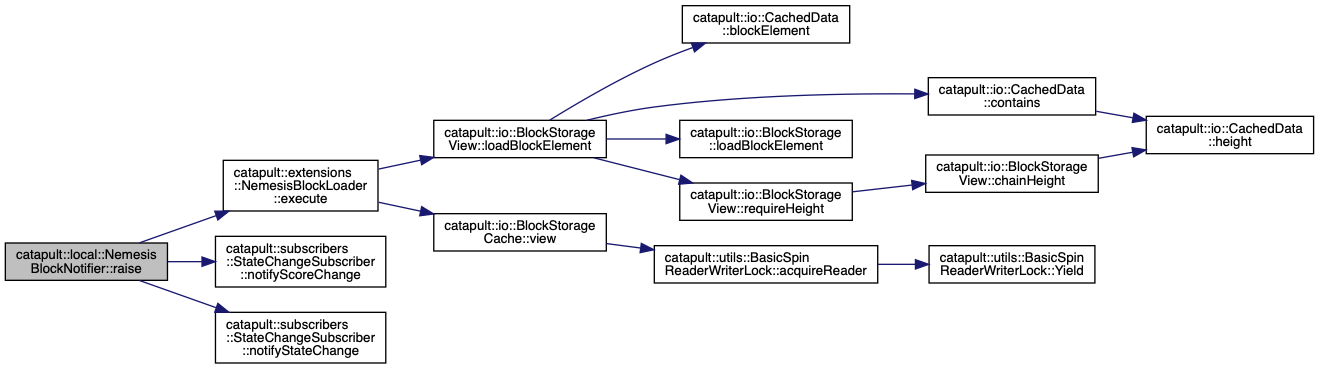 catapult::local::Nemesis
BlockNotifier::raise
catapult::extensions
::NemesisBlockLoader
::execute
catapult::subscribers
::StateChangeSubscriber
::notifyScoreChange
catapult::subscribers
::StateChangeSubscriber
::notifyStateChange
catapult::io::BlockStorage
View::loadBlockElement
catapult::io::BlockStorage
Cache::view
catapult::io::CachedData
::blockElement
catapult::io::BlockStorage
::loadBlockElement
catapult::io::BlockStorage
View::requireHeight
catapult::utils::BasicSpin
ReaderWriterLock::acquireReader
catapult::io::CachedData
::contains
catapult::io::BlockStorage
View::chainHeight
catapult::utils::BasicSpin
ReaderWriterLock::Yield
catapult::io::CachedData
::height